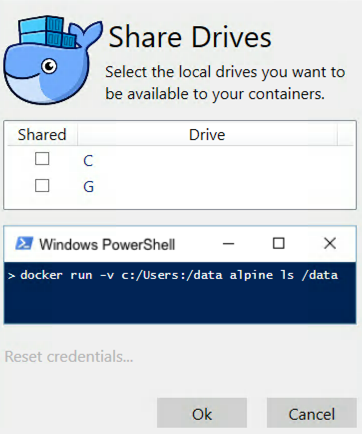 Share Drives
Select the local drives you want to
be available to your containers.
Shared Drive
C
G
Windows PowerShell
> docker run -v c:/Users:/data alpine ls /data
Reset credentials...
Ok Cancel